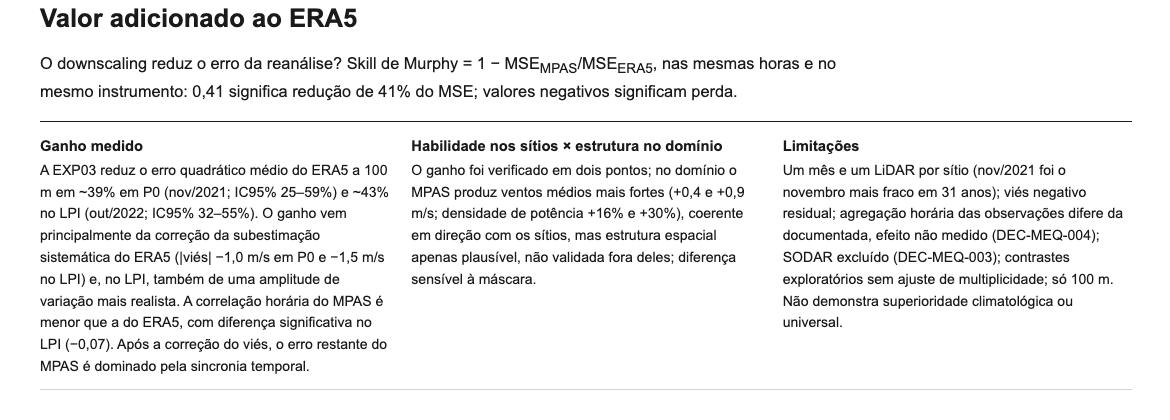 Valor adicionado ao ERA5
O downscaling reduz o erro da reanálise? Skill de Murphy = 1 − MSE_MPAS/MSE_ERA5, nas mesmas horas e no
mesmo instrumento: 0,41 significa redução de 41% do MSE; valores negativos significam perda.
Ganho medido
A EXP03 reduz o erro quadrático médio do ERA5 a 100
m em ~39% em P0 (nov/2021; IC95% 25–59%) e ~43%
no LPI (out/2022; IC95% 32–55%). O ganho vem
principalmente da correção da subestimação
sistemática do ERA5 (|viés| −1,0 m/s em P0 e −1,5 m/s
no LPI) e, no LPI, também de uma amplitude de
variação mais realista. A correlação horária do MPAS é
menor que a do ERA5, com diferença significativa no
LPI (−0,07). Após a correção do viés, o erro restante do
MPAS é dominado pela sincronia temporal.
Habilidade nos sítios × estrutura no domínio
O ganho foi verificado em dois pontos; no domínio o
MPAS produz ventos médios mais fortes (+0,4 e +0,9
m/s; densidade de potência +16% e +30%), coerente
em direção com os sítios, mas estrutura espacial
apenas plausível, não validada fora deles; diferença
sensível à máscara.
Limitações
Um mês e um LiDAR por sítio (nov/2021 foi o
novembro mais fraco em 31 anos); viés negativo
residual; agregação horária das observações difere da
documentada, efeito não medido (DEC-MEQ-004);
SODAR excluído (DEC-MEQ-003); contrastes
exploratórios sem ajuste de multiplicidade; só 100 m.
Não demonstra superioridade climatológica ou
universal.